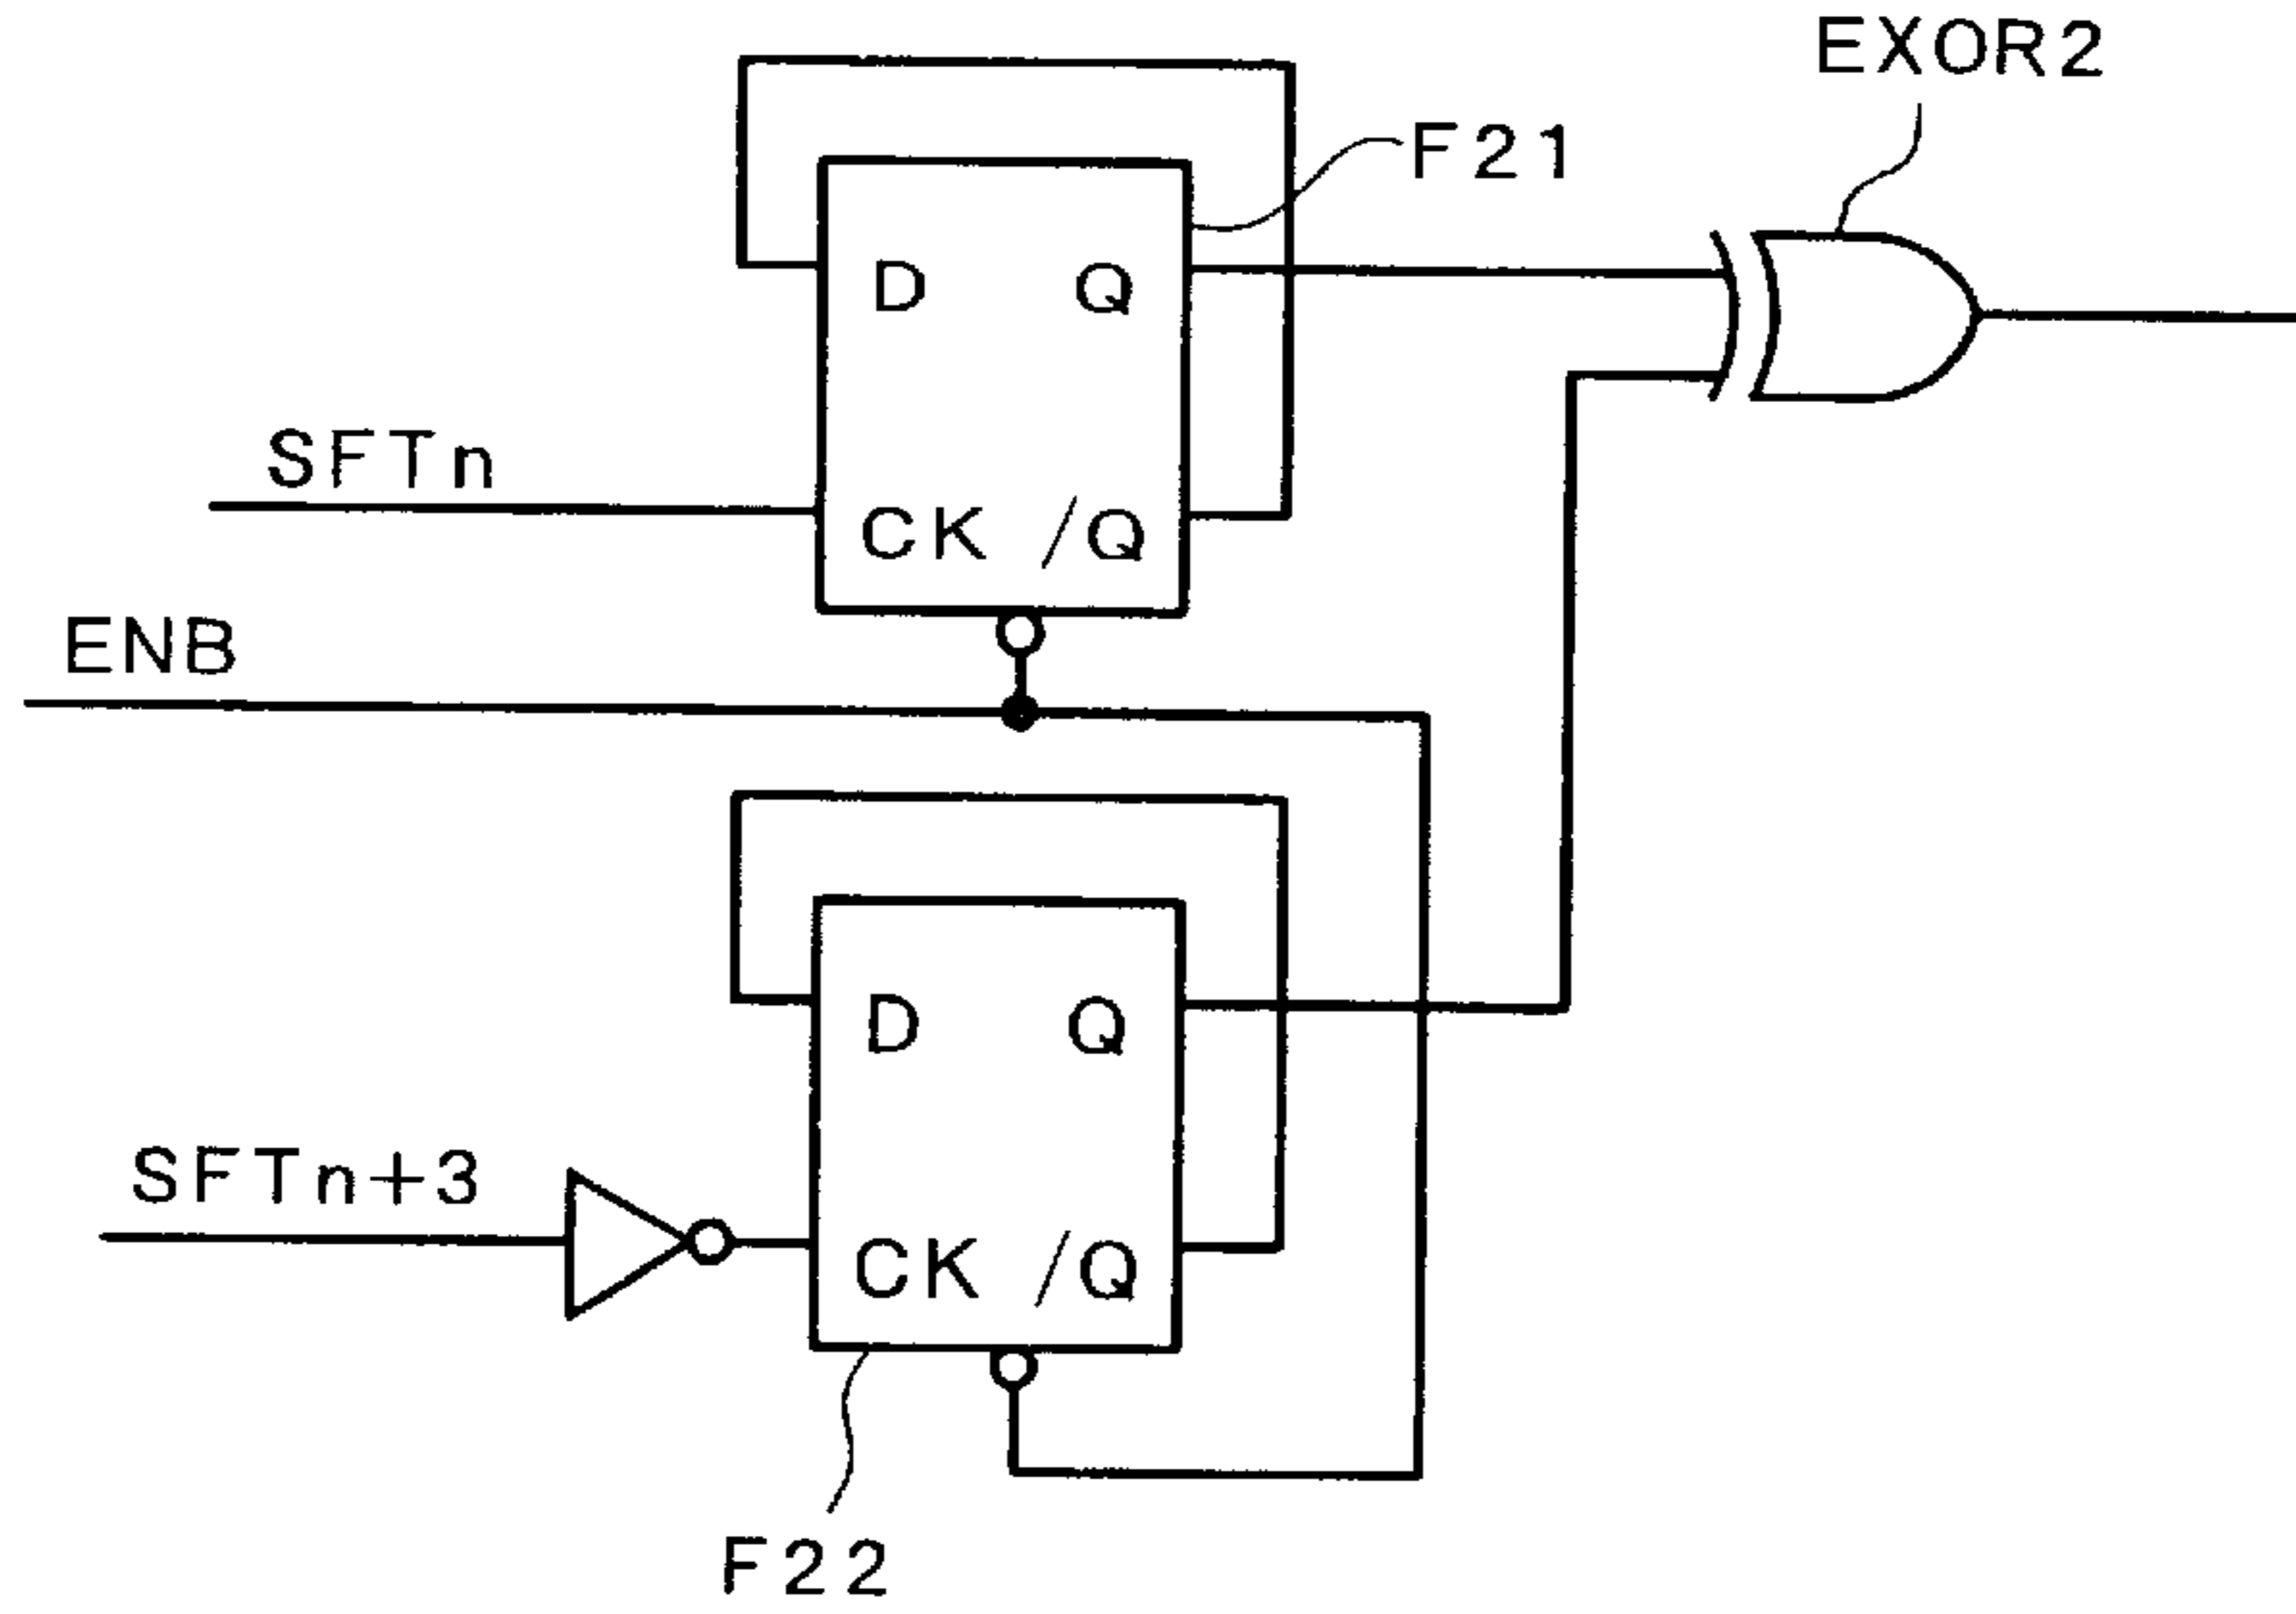 EXOR2
F21
D Q
SFTn
CK /Q
ENB
D Q
SFTn+3
CK /Q
F22